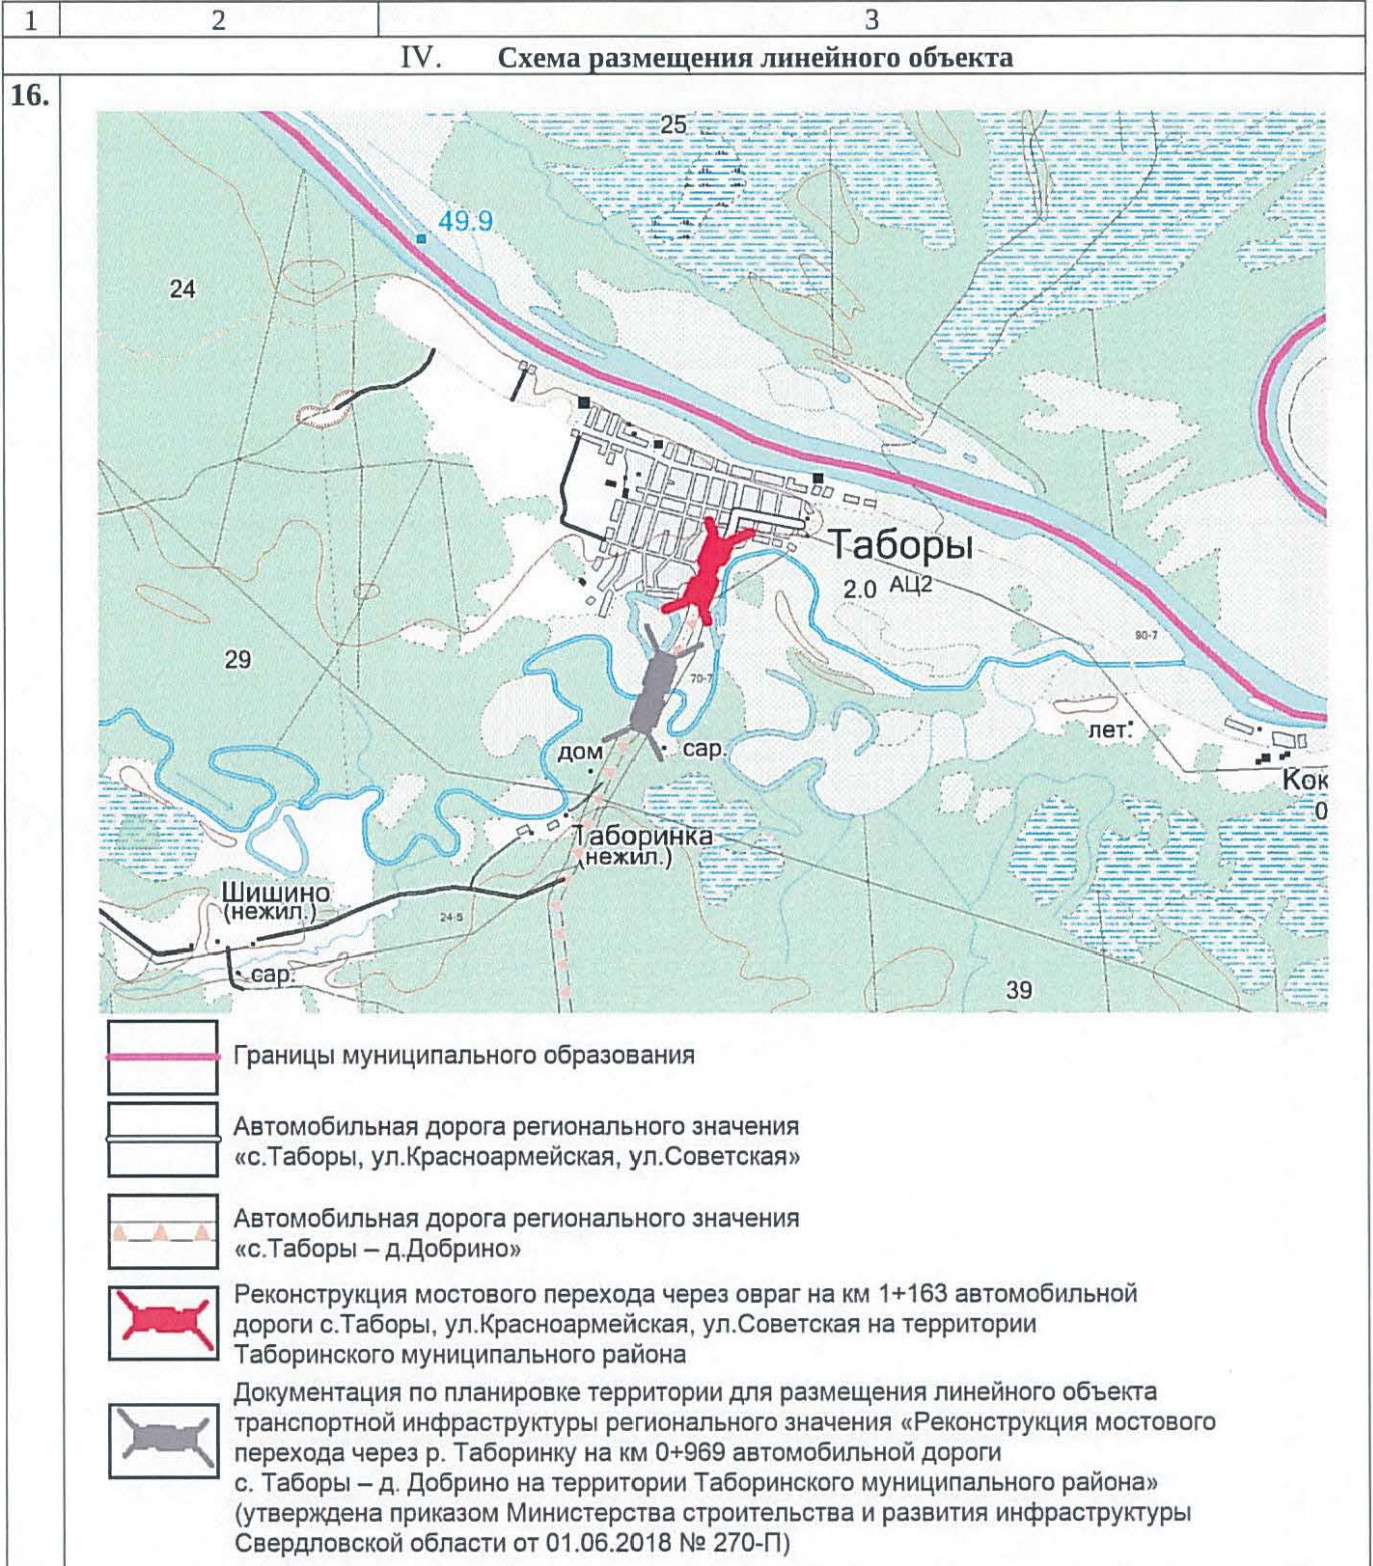 1 2 3
IV. Схема размещения линейного объекта
16.
25
49.9
24
Таборы
2.0 АЦ2
29
90-7
70-7
лет.
дом
сар.
Кок
0
Таборинка
(нежил.)
Шишино
(нежил.)
24-5
сар.
39
Границы муниципального образования
Автомобильная дорога регионального значения
«с.Таборы, ул.Красноармейская, ул.Советская»
Автомобильная дорога регионального значения
«с.Таборы – д.Добрино»
Реконструкция мостового перехода через овраг на км 1+163 автомобильной
дороги с.Таборы, ул.Красноармейская, ул.Советская на территории
Таборинского муниципального района
Документация по планировке территории для размещения линейного объекта
транспортной инфраструктуры регионального значения «Реконструкция мостового
перехода через р. Таборинку на км 0+969 автомобильной дороги
с. Таборы – д. Добрино на территории Таборинского муниципального района»
(утверждена приказом Министерства строительства и развития инфраструктуры
Свердловской области от 01.06.2018 № 270-П)